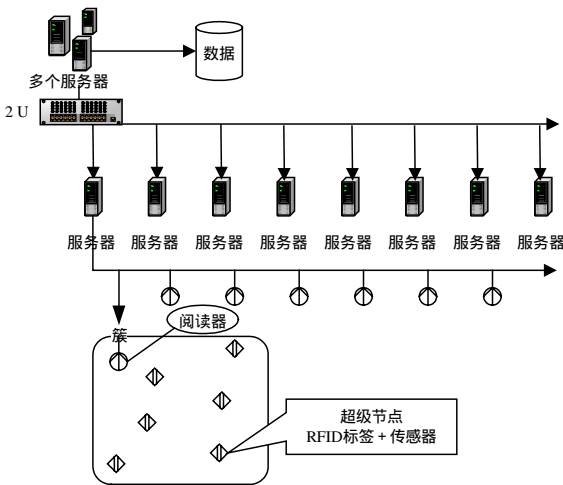 数据
多个服务器
2 U
服务器 服务器 服务器 服务器 服务器 服务器 服务器 服务器
阅读器
簇
超级节点
RFID标签 + 传感器